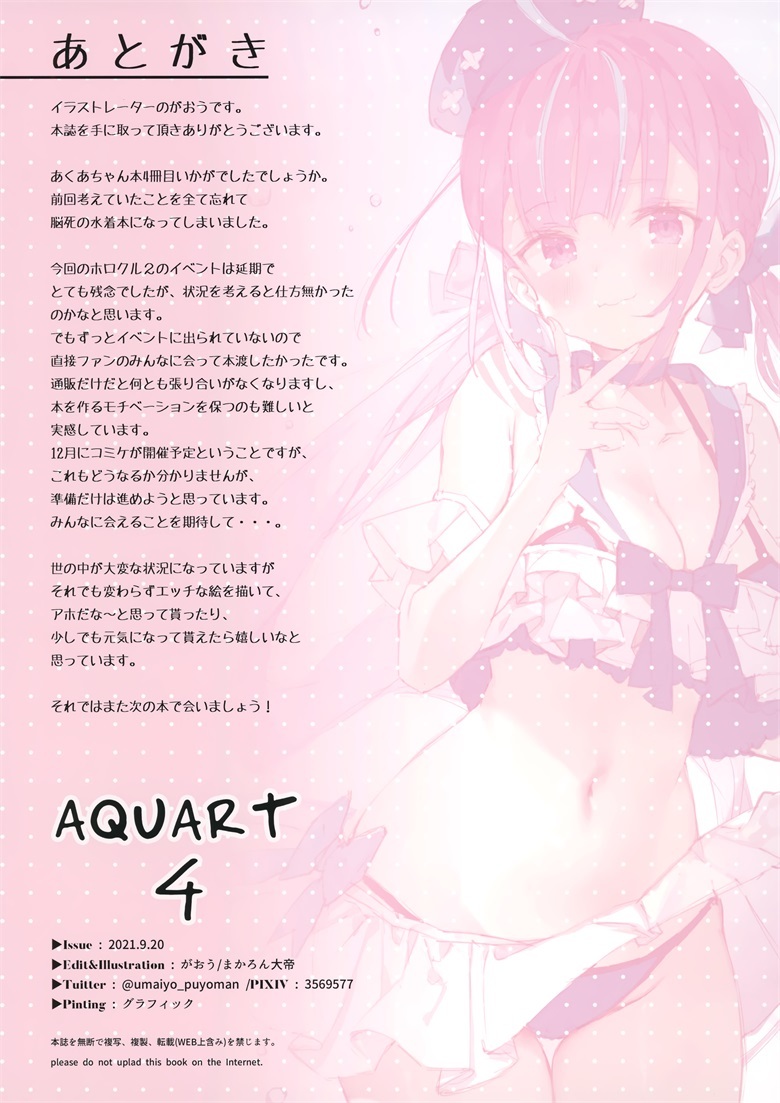 あとがき
イラストレーターのがおうです。
本誌を手に取って頂きありがとうございます。
あくあちゃん本4冊目いかがでしたでしょうか。
前回考えていたことを全て忘れて
脳死の水着本になってしまいました。
今回のホロクル２のイベントは延期で
とても残念でしたが、状況を考えると仕方無かった
のかなと思います。
でもずっとイベントに出られていないので
直接ファンのみんなに会って本渡したかったです。
通販だけだと何とも張り合いがなくなりますし、
本を作るモチベーションを保つのも難しいと
実感しています。
12月にコミケが開催予定ということですが、
これもどうなるか分かりませんが、
準備だけは進めようと思っています。
みんなに会えることを期待して・・・。
世の中が大変な状況になっていますが
それでも変わらずエッチな絵を描いて、
アホだな～と思って貰ったり、
少しでも元気になって貰えたら嬉しいなと
思っています。
それではまた次の本で会いましょう！
AQUART
4
▶Issue : 2021.9.20
▶Edit&Illustration : がおう/まかろん大帝
▶Tuitter : @umaiyo_puyoman /PIXIV : 3569577
▶Pinting : グラフィック
本誌を無断で複写、複製、転載(WEB上含み)を禁じます。
please do not uplad this book on the Internet.